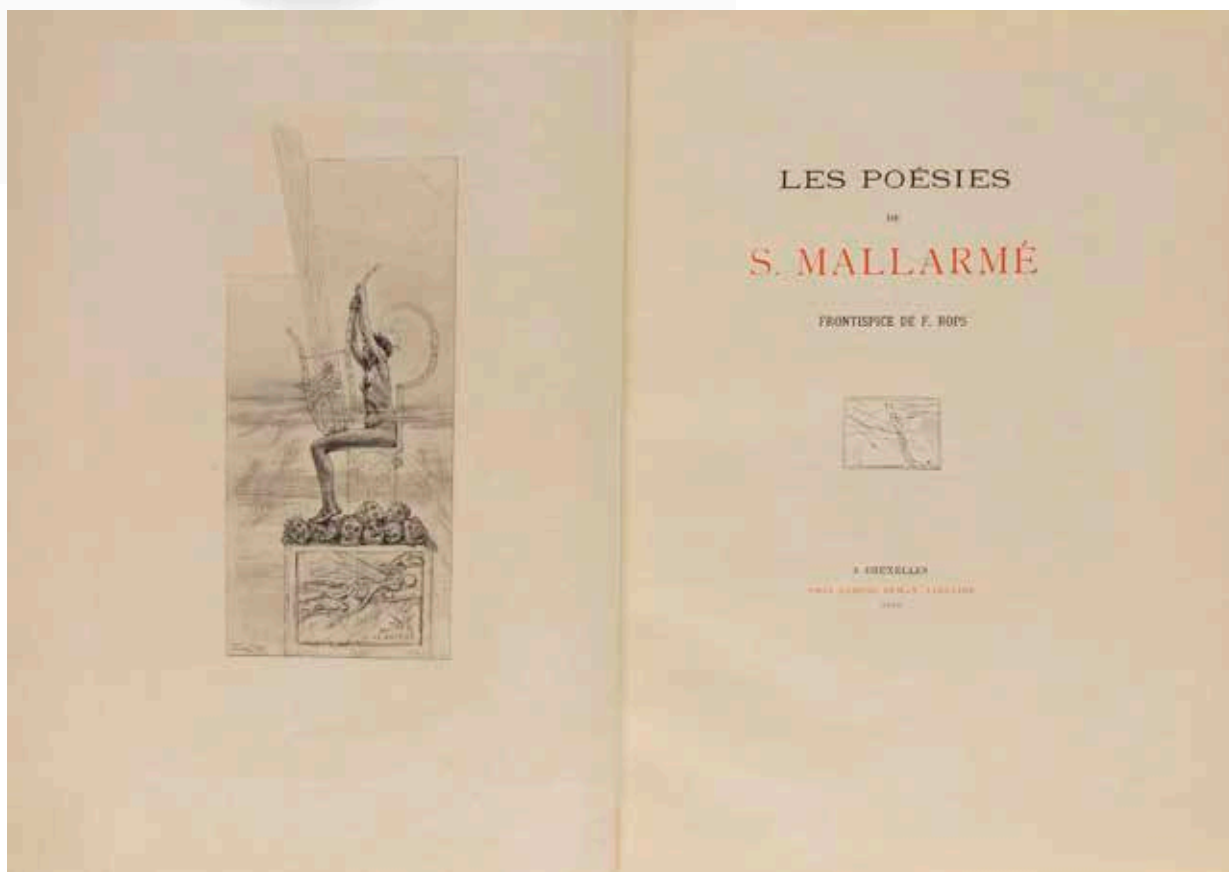 LES POÉSIES
DE
S. MALLARMÉ
FRONTISPICE DE F. ROPS
A BRUXELLES